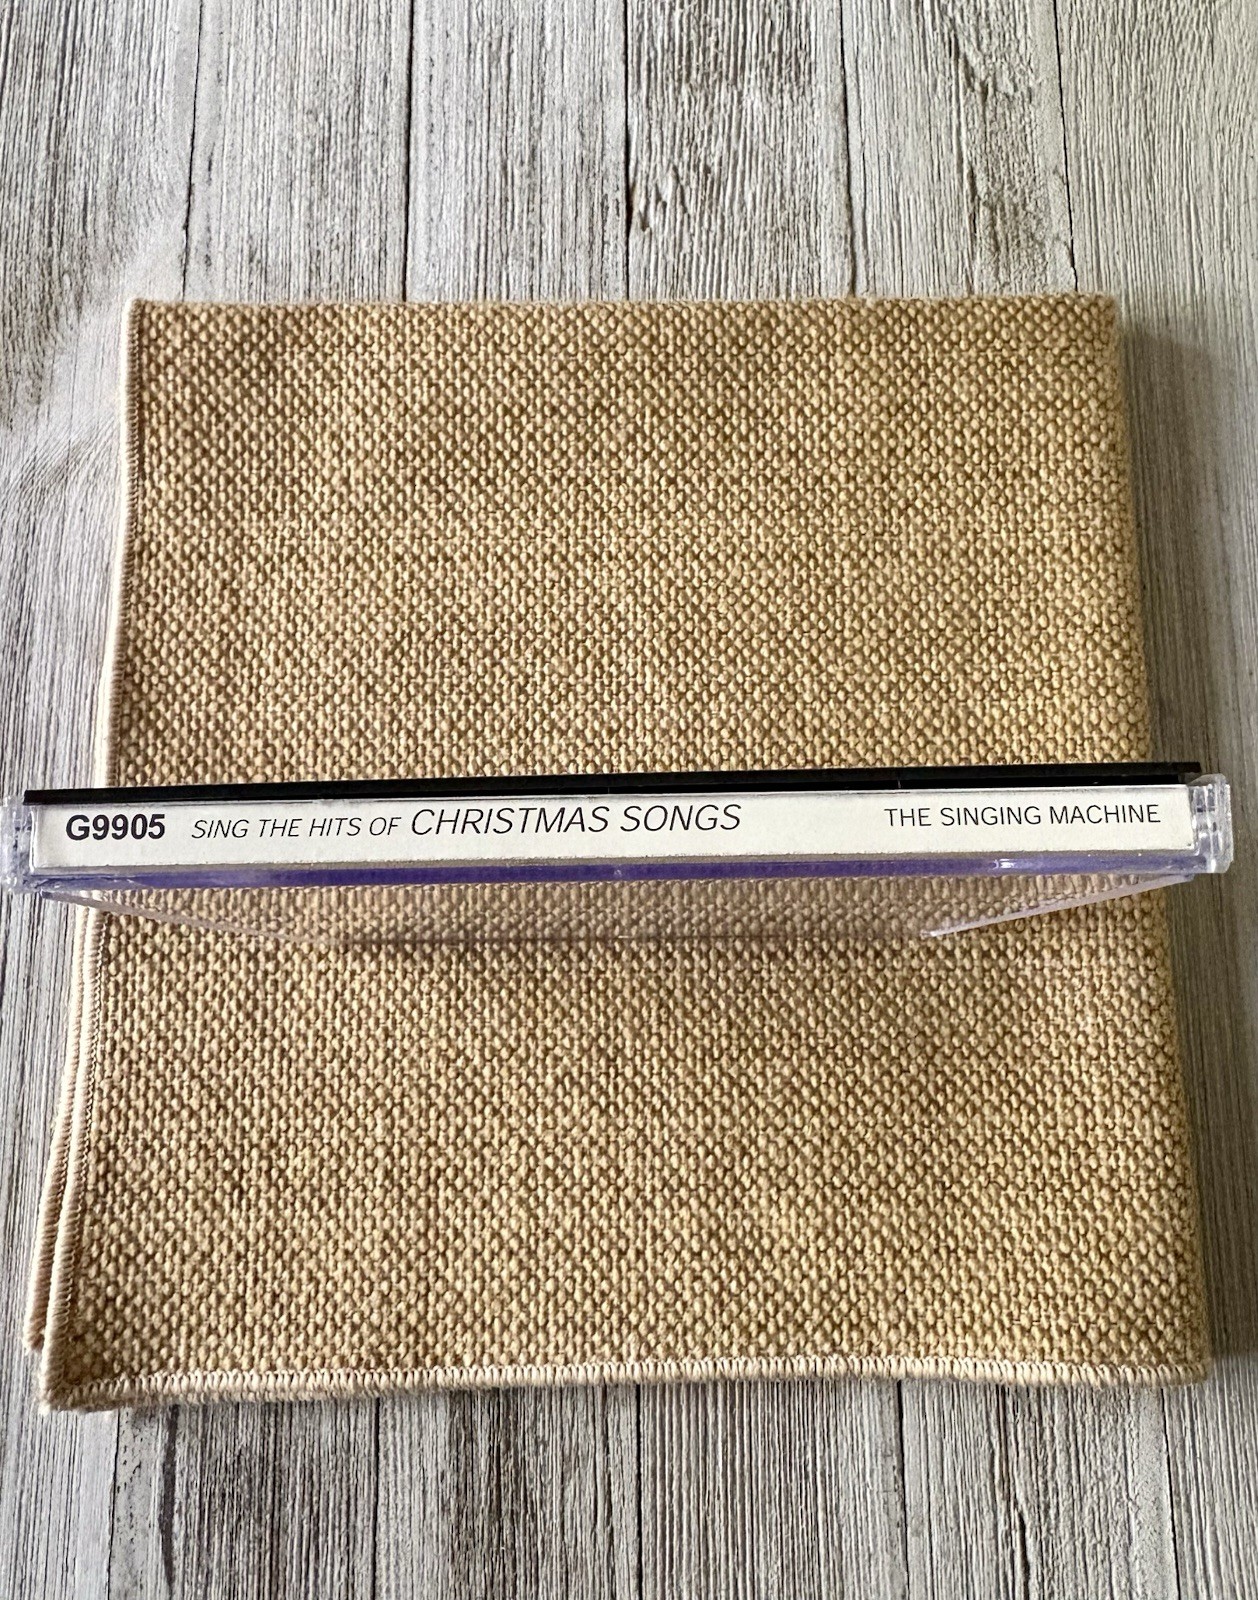 G9905 SING THE HITS OF CHRISTMAS SONGS THE SINGING MACHINE